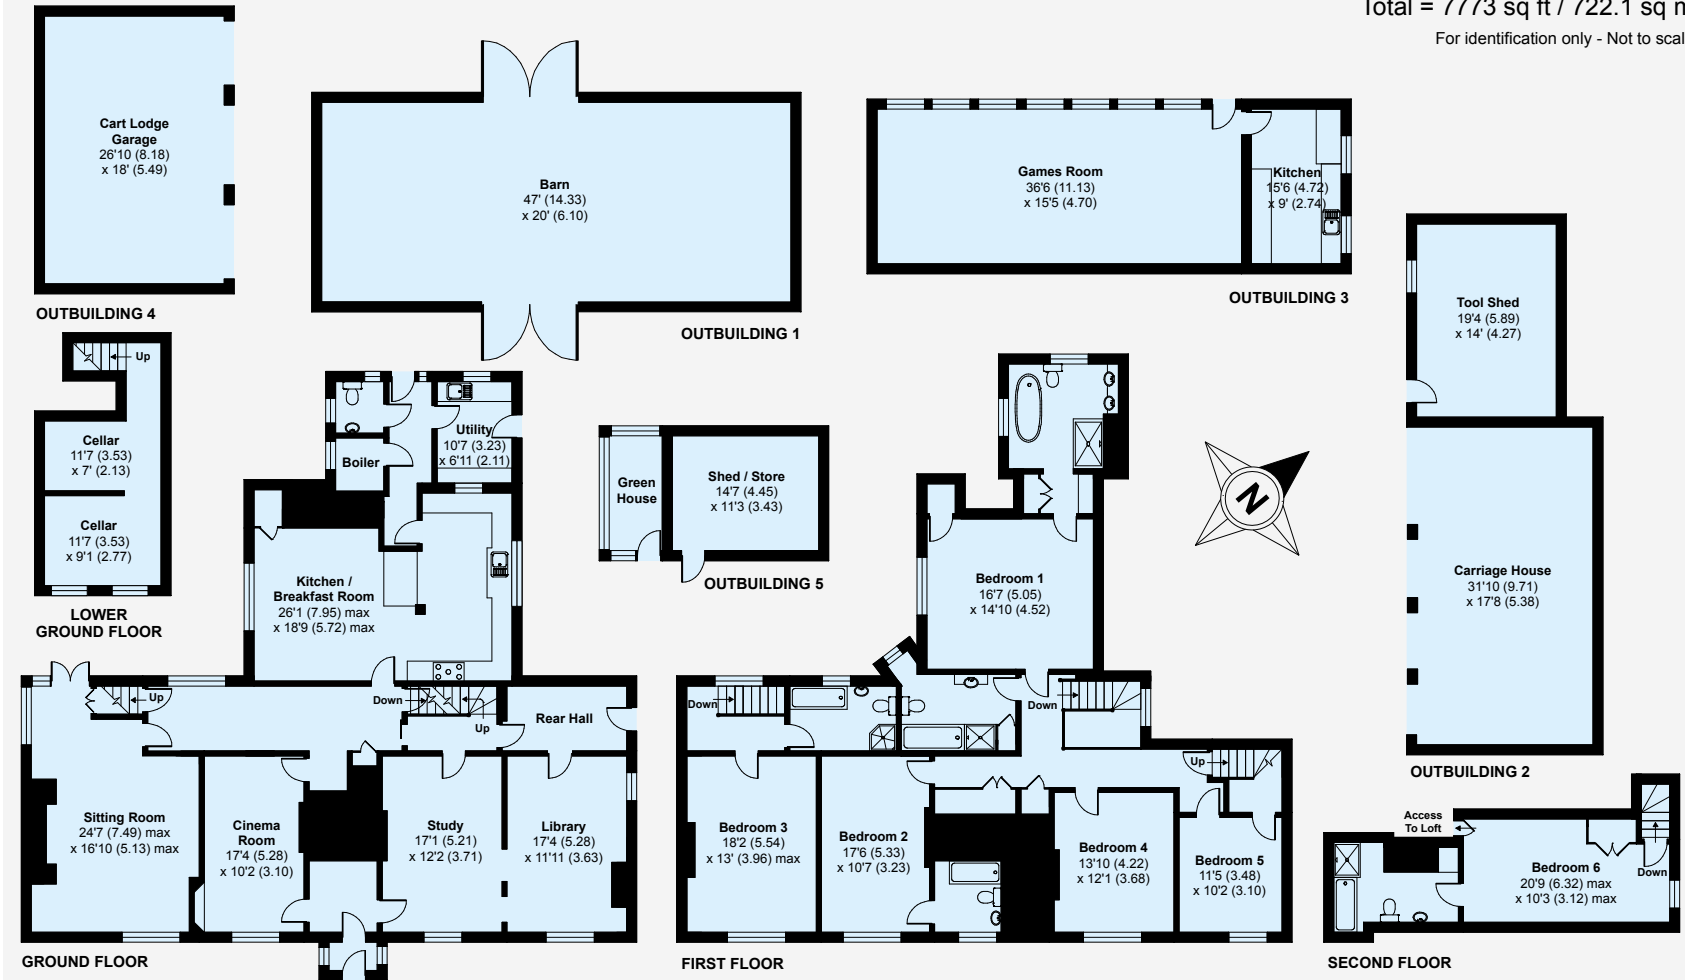 Total = 7773 sq ft / 722.1 sq m
For identification only - Not to scal
Cart Lodge
Garage
26'10 (8.18)
x 18' (5.49)
OUTBUILDING 4
Barn
47' (14.33)
x 20' (6.10)
OUTBUILDING 1
Games Room
36'6 (11.13)
x 15'5 (4.70)
Kitchen
15'6 (4.72)
x 9' (2.74)
OUTBUILDING 3
Tool Shed
19'4 (5.89)
x 14' (4.27)
Carriage House
31'10 (9.71)
x 17'8 (5.38)
OUTBUILDING 2
Up
Cellar
11'7 (3.53)
x 7' (2.13)
Cellar
11'7 (3.53)
x 9'1 (2.77)
LOWER
GROUND FLOOR
Boiler
Utility
10'7 (3.23)
x 6'11 (2.11)
Kitchen /
Breakfast Room
26'1 (7.95) max
x 18'9 (5.72) max
Green
House
Shed / Store
14'7 (4.45)
x 11'3 (3.43)
OUTBUILDING 5
N
Up
Down
Up
Rear Hall
Sitting Room
24'7 (7.49) max
x 16'10 (5.13) max
Cinema
Room
17'4 (5.28)
x 10'2 (3.10)
Study
17'1 (5.21)
x 12'2 (3.71)
Library
17'4 (5.28)
x 11'11 (3.63)
GROUND FLOOR
Bedroom 1
16'7 (5.05)
x 14'10 (4.52)
Down
Down
Up
Bedroom 3
18'2 (5.54)
x 13' (3.96) max
Bedroom 2
17'6 (5.33)
x 10'7 (3.23)
Bedroom 4
13'10 (4.22)
x 12'1 (3.68)
Bedroom 5
11'5 (3.48)
x 10'2 (3.10)
FIRST FLOOR
Access
To Loft
Bedroom 6
20'9 (6.32) max
x 10'3 (3.12) max
Down
SECOND FLOOR